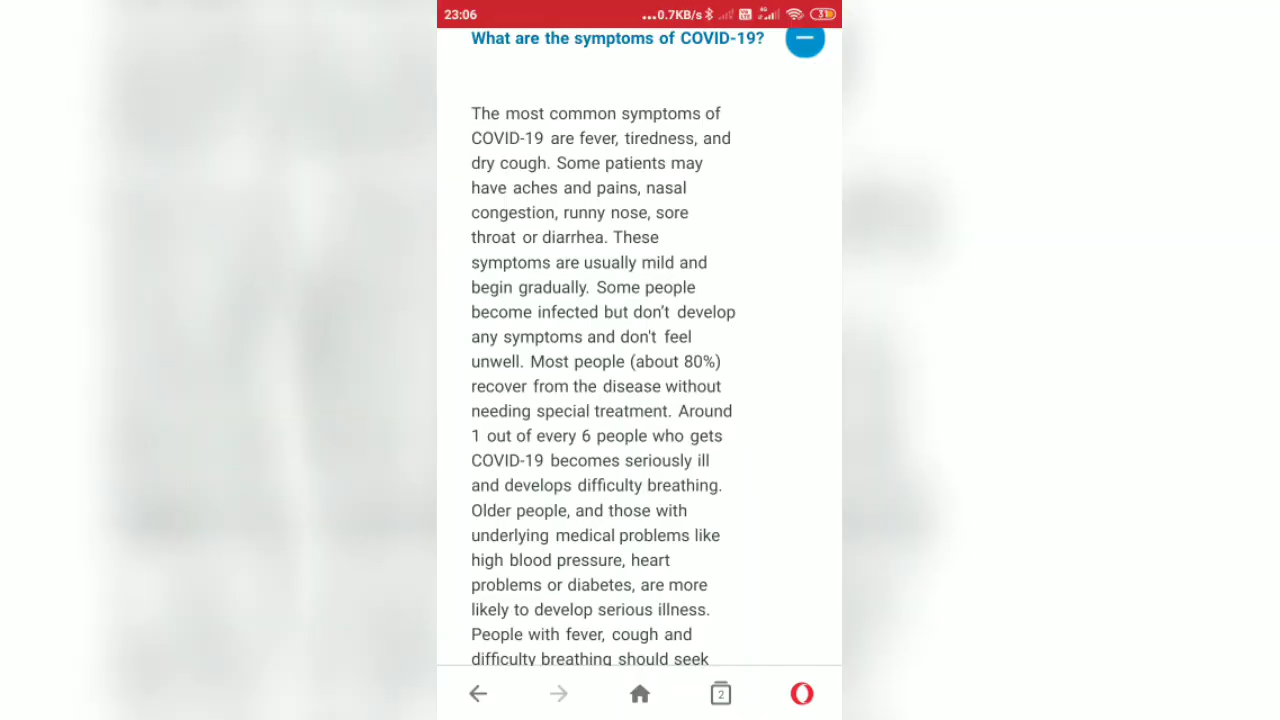 23:06
...0.7KB/s
4G
31
What are the symptoms of COVID-19?
The most common symptoms of
COVID-19 are fever, tiredness, and
dry cough. Some patients may
have aches and pains, nasal
congestion, runny nose, sore
throat or diarrhea. These
symptoms are usually mild and
begin gradually. Some people
become infected but don’t develop
any symptoms and don't feel
unwell. Most people (about 80%)
recover from the disease without
needing special treatment. Around
1 out of every 6 people who gets
COVID-19 becomes seriously ill
and develops difficulty breathing.
Older people, and those with
underlying medical problems like
high blood pressure, heart
problems or diabetes, are more
likely to develop serious illness.
People with fever, cough and
difficulty breathing should seek
2